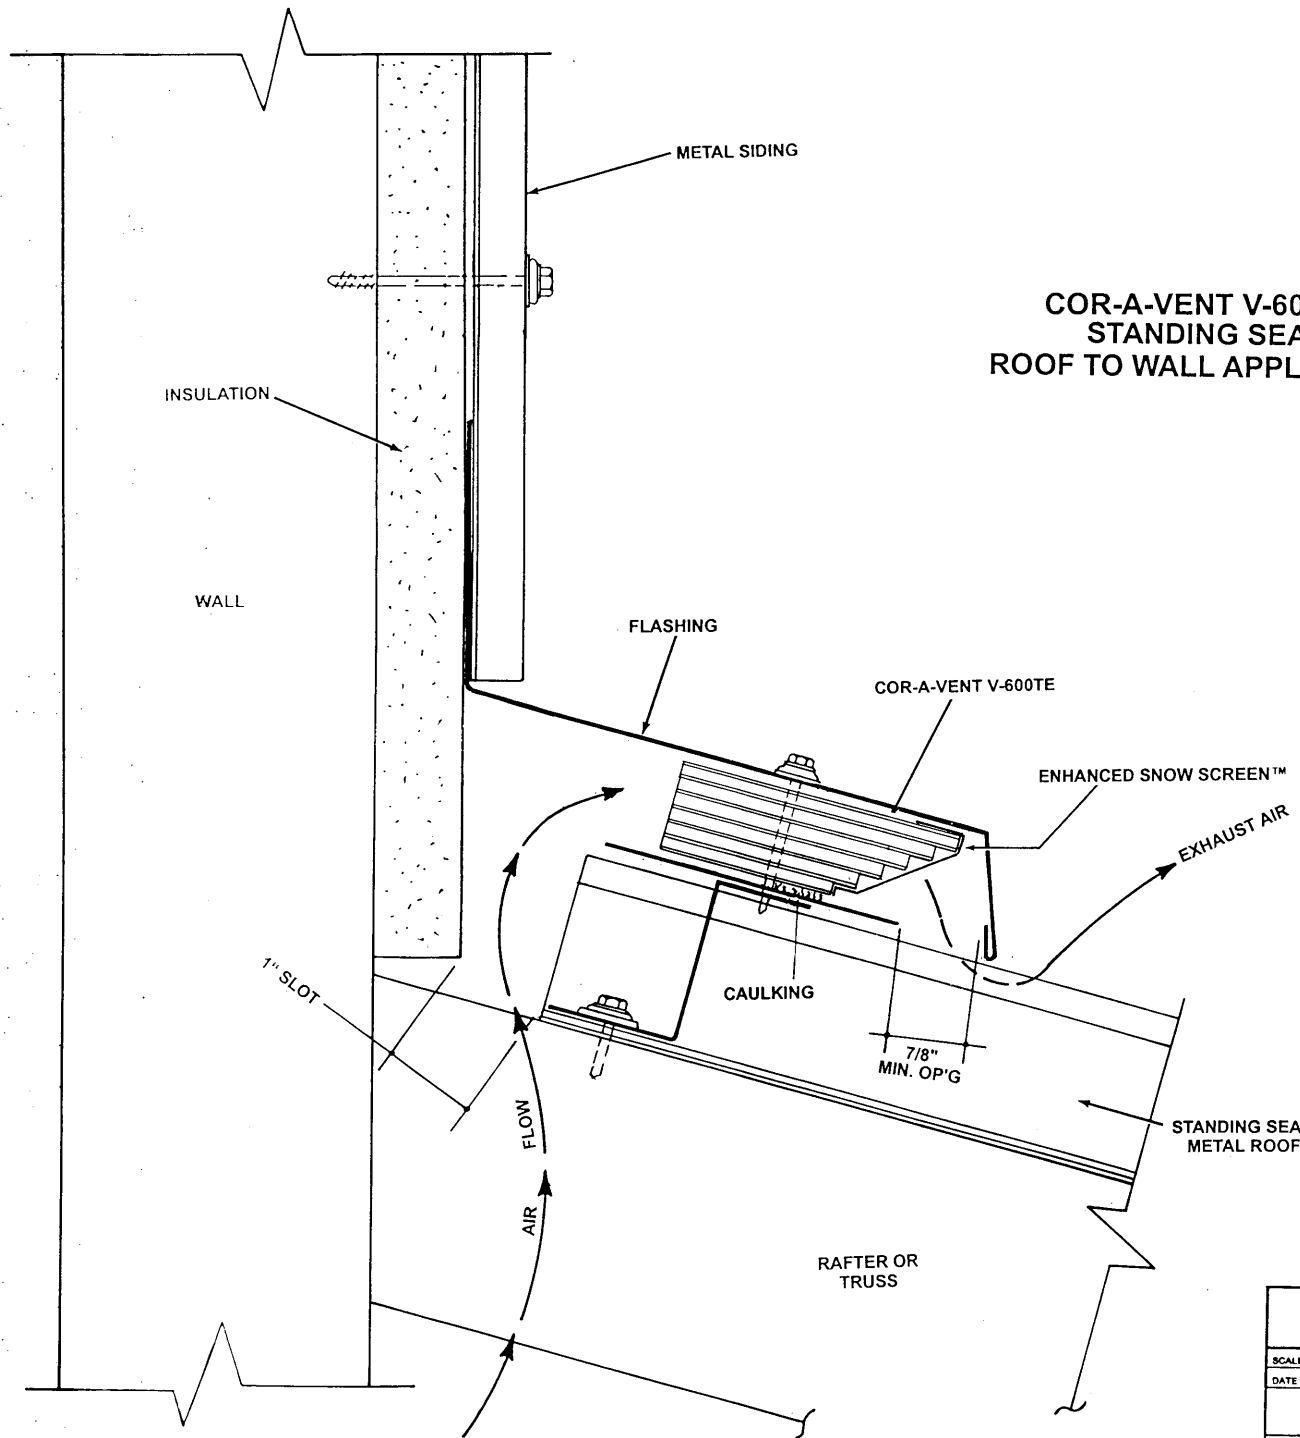 METAL SIDING
COR-A-VENT V-60
STANDING SEA
ROOF TO WALL APPL
INSULATION
WALL
FLASHING
COR-A-VENT V-600TE
ENHANCED SNOW SCREEN™
EXHAUST AIR
1" SLOT
CAULKING
7/8"
MIN. OP'G
AIR FLOW
STANDING SEA
METAL ROOF
RAFTER OR
TRUSS
SCALE
DATE